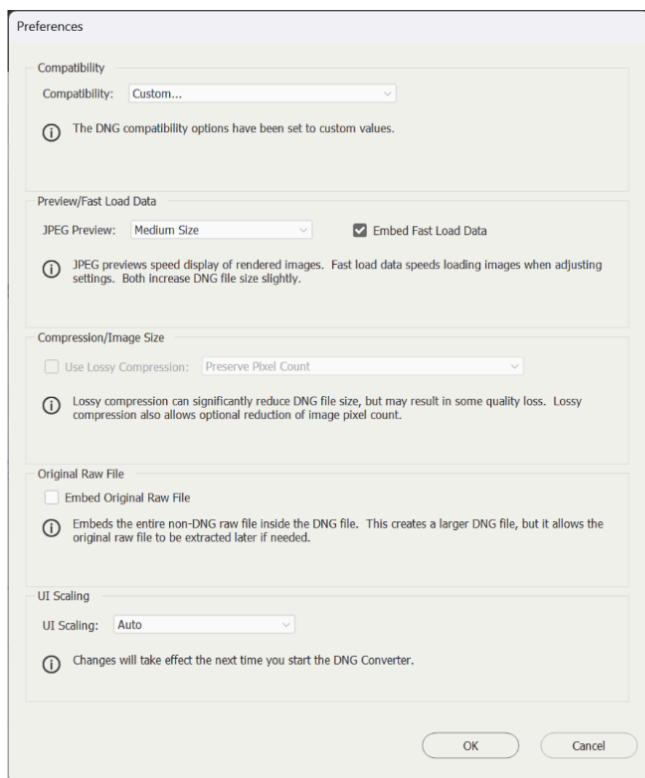 Preferences
Compatibility
Compatibility: Custom...
The DNG compatibility options have been set to custom values.
Preview/Fast Load Data
JPEG Preview: Medium Size Embed Fast Load Data
JPEG previews speed display of rendered images. Fast load data speeds loading images when adjusting
settings. Both increase DNG file size slightly.
Compression/Image Size
Use Lossy Compression: Preserve Pixel Count
Lossy compression can significantly reduce DNG file size, but may result in some quality loss. Lossy
compression also allows optional reduction of image pixel count.
Original Raw File
Embed Original Raw File
Embeds the entire non-DNG raw file inside the DNG file. This creates a larger DNG file, but it allows the
original raw file to be extracted later if needed.
UI Scaling
UI Scaling: Auto
Changes will take effect the next time you start the DNG Converter.
OK Cancel